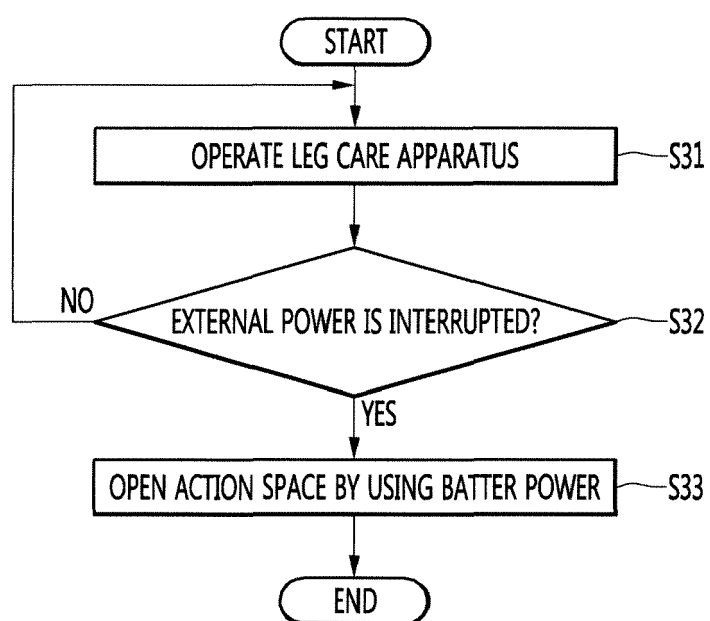 START
OPERATE LEG CARE APPARATUS
S31
NO
EXTERNAL POWER IS INTERRUPTED?
S32
YES
OPEN ACTION SPACE BY USING BATTER POWER
S33
END